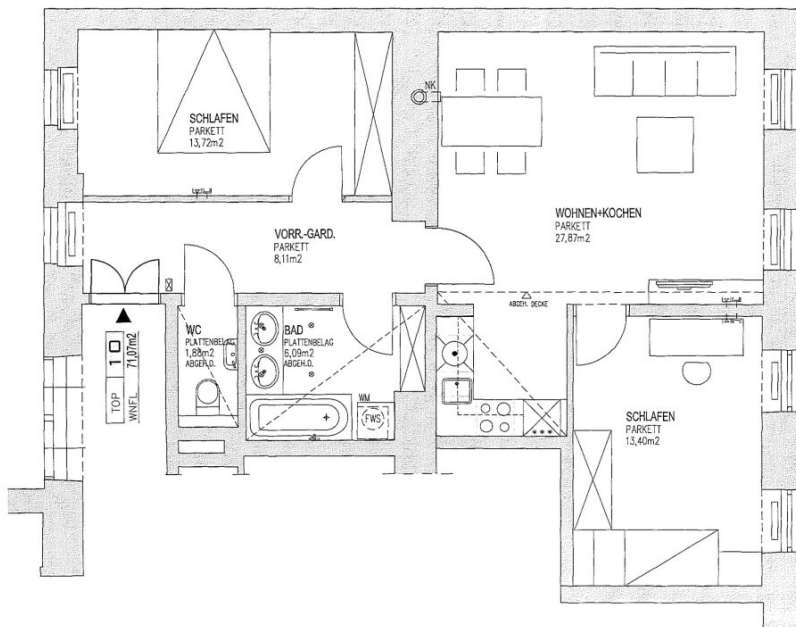 SCHLAFEN
PARKETT
13,72m2
NK
WOHNEN+KOCHEN
PARKETT
27,87m2
VORR.-GARD.
PARKETT
8,11m2
ABGEH. DECKE
TOP 10
WNFL 71,07m2
WC
PLATTENBELAG
1,88m2
ABGEH.D.
BAD
PLATTENBELAG
6,09m2
ABGEH.D.
WM
FWS
SCHLAFEN
PARKETT
13,40m2